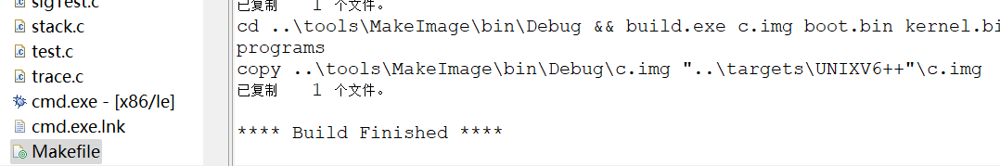 sigTest.c
stack.c
test.c
trace.c
cmd.exe - [x86/le]
cmd.exe.lnk
Makefile
已复制 1 个文件。
cd ..\tools\MakeImage\bin\Debug && build.exe c.img boot.bin kernel.bi
programs
copy ..\tools\MakeImage\bin\Debug\c.img "..\targets\UNIXV6++"\c.img
已复制 1 个文件。
**** Build Finished ****